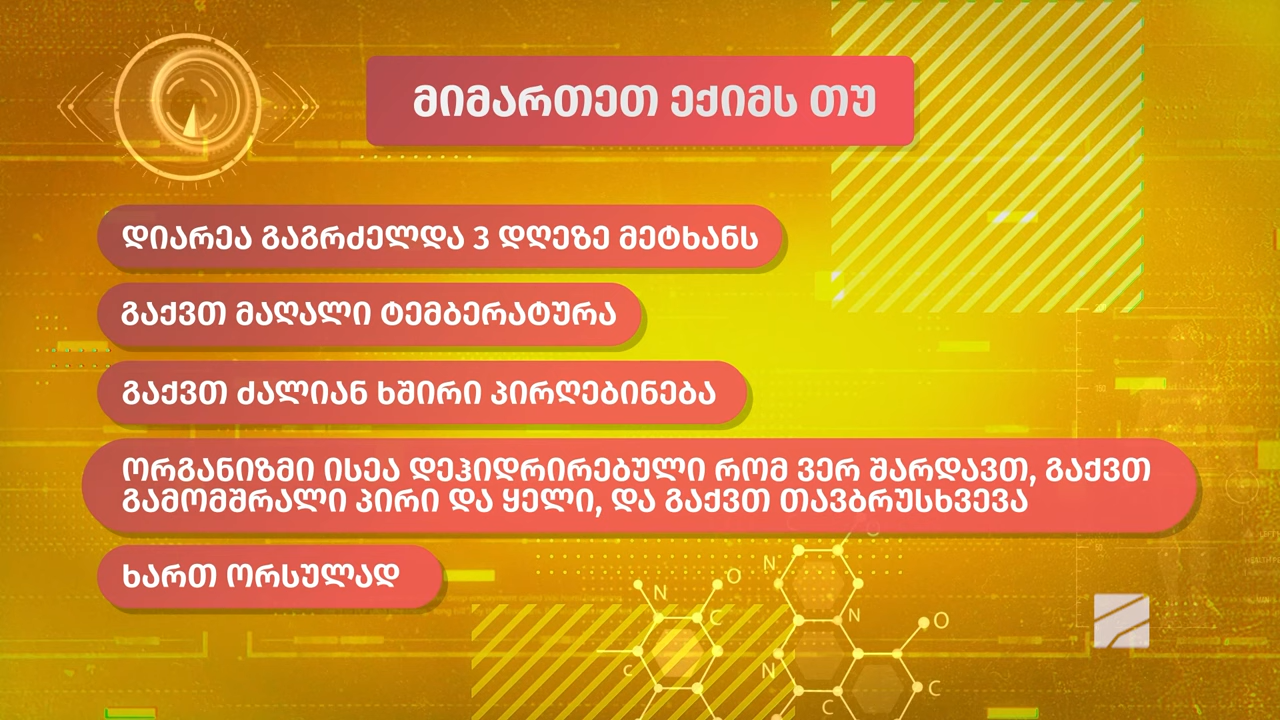 მიმართეთ ექიმს თუ
დიარეა გაგრძელდა 3 დღეზე მეტხანს
გაქვთ მაღალი ტემბერატურა
გაქვთ ძალიან ხშირი პირღებინება
ორგანიზმი ისეა დეჰიდრირებული რომ ვერ შარდავთ, გაქვთ
გამომშრალი პირი და ყელი, და გაქვთ თავბრუსხვევა
ხართ ორსულად
O
N
N
O
C
N
O
C
N
C
C